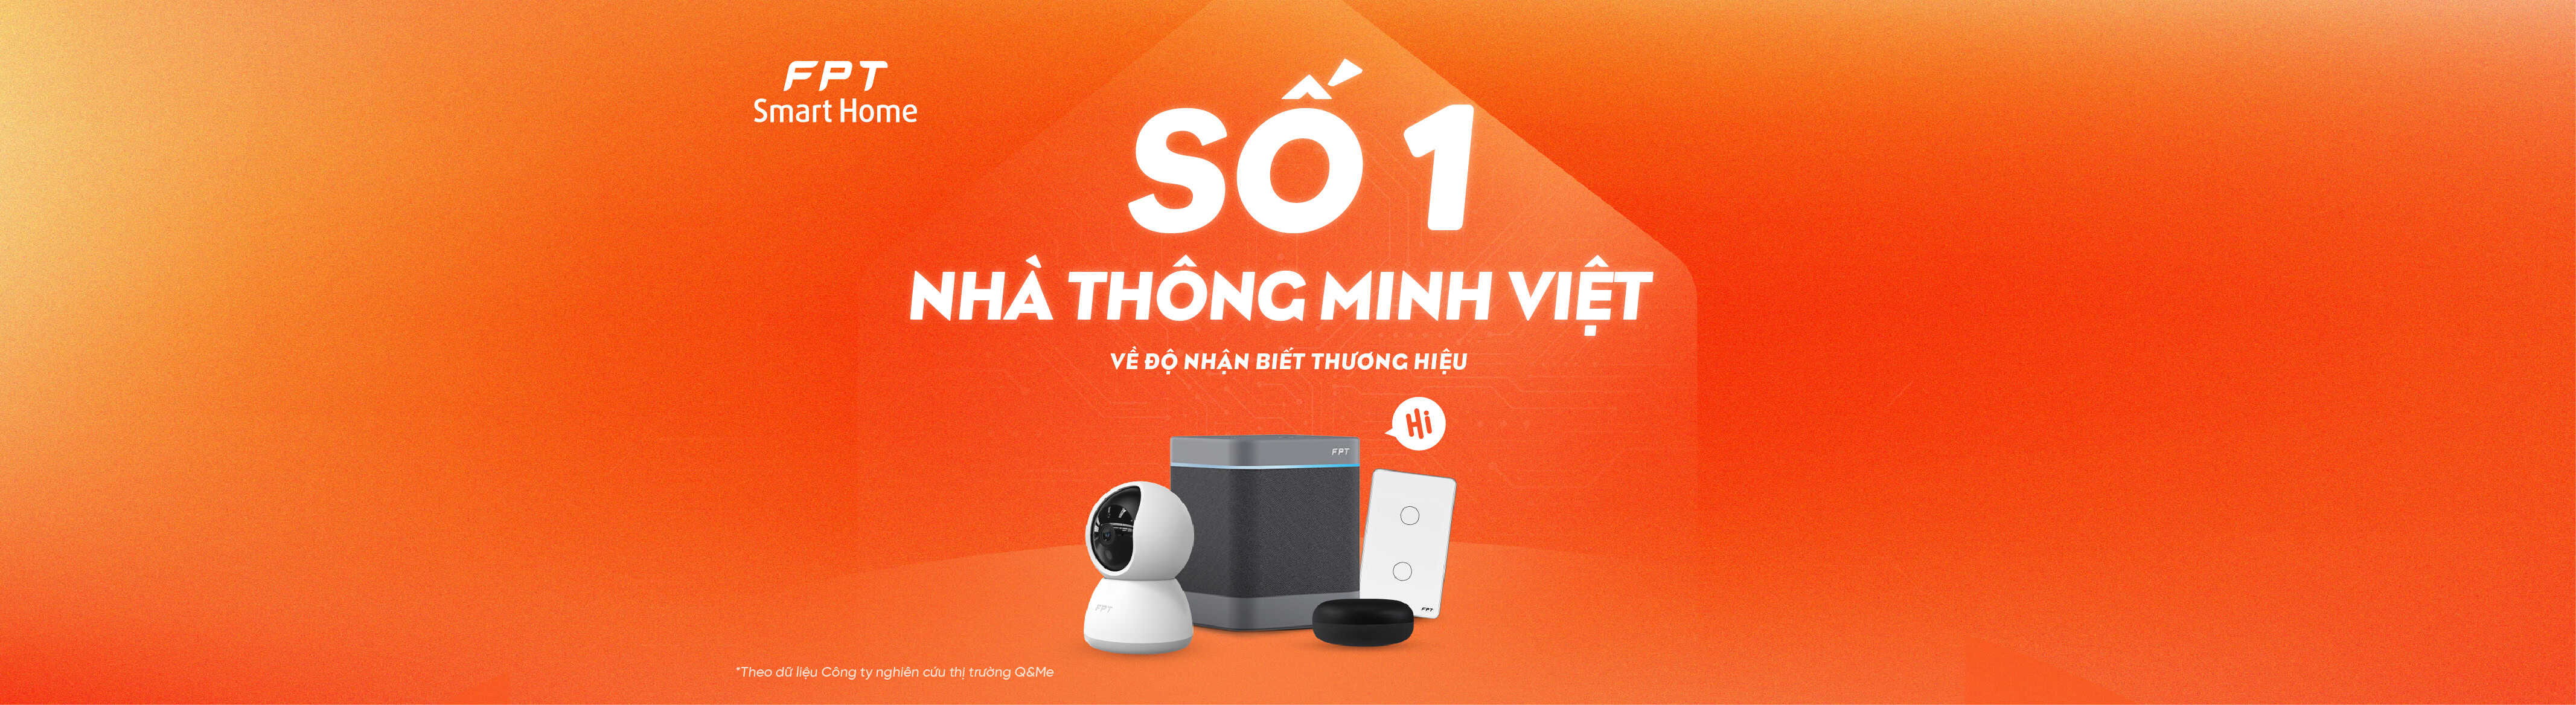 FPT
Smart Home
SỐ 1
NHÀ THÔNG MINH VIỆT
VỀ ĐỘ NHẬN BIẾT THƯƠNG HIỆU
Hi
FPT
FPT
FPT
*Theo dữ liệu Công ty nghiên cứu thị trường Q&Me